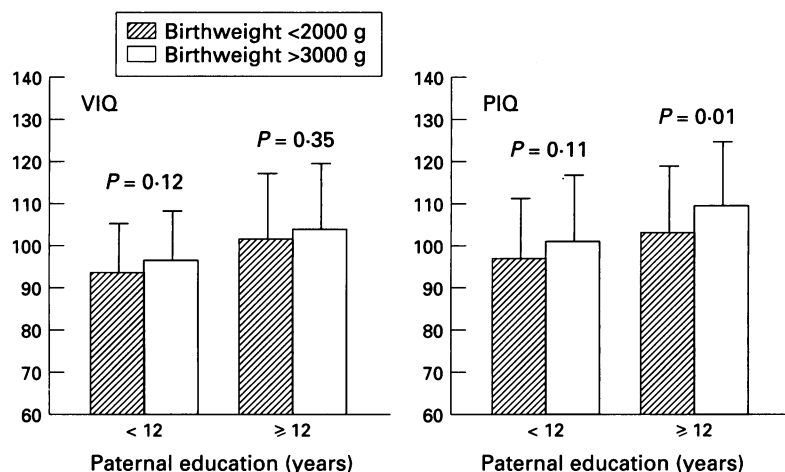 Birthweight <2000 g
Birthweight >3000 g
140
130
120
110
100
90
80
70
60
VIQ
P = 0·12
P = 0·35
< 12
⩾ 12
Paternal education (years)
140
130
120
110
100
90
80
70
60
PIQ
P = 0·11
P = 0·01
< 12
⩾ 12
Paternal education (years)